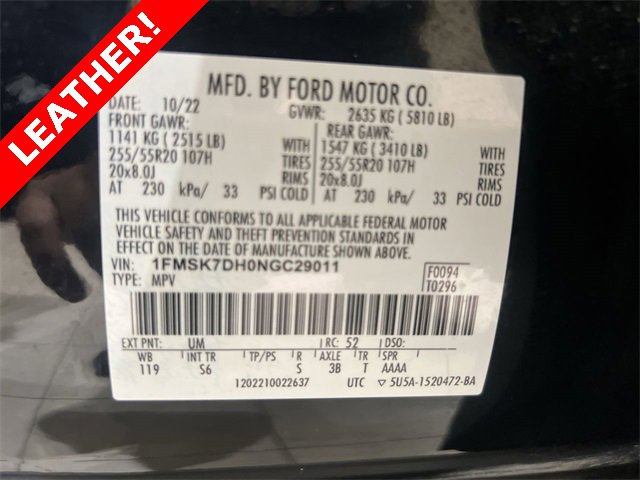 LEATHER!
MFD. BY FORD MOTOR CO.
DATE: 10/22 GVWR: 2635 KG ( 5810 LB)
FRONT GAWR: REAR GAWR:
1141 KG ( 2515 LB) WITH 1547 KG ( 3410 LB) WITH
255/55R20 107H TIRES 255/55R20 107H TIRES
20x8.0J RIMS 20x8.0J RIMS
AT 230 kPa/ 33 PSI COLD AT 230 kPa/ 33 PSI COLD
THIS VEHICLE CONFORMS TO ALL APPLICABLE FEDERAL MOTOR
VEHICLE SAFETY AND THEFT PREVENTION STANDARDS IN
EFFECT ON THE DATE OF MANUFACTURE SHOWN ABOVE.
VIN: 1FMSK7DH0NGC29011 F0094
TYPE: MPV T0296
EXT PNT: UM RC: 52 DSO:
WB INT TR TP/PS R AXLE TR SPR
119 S6 S 3B T AAAA
1202210022637 UTC ▽ 5U5A-1520472-BA